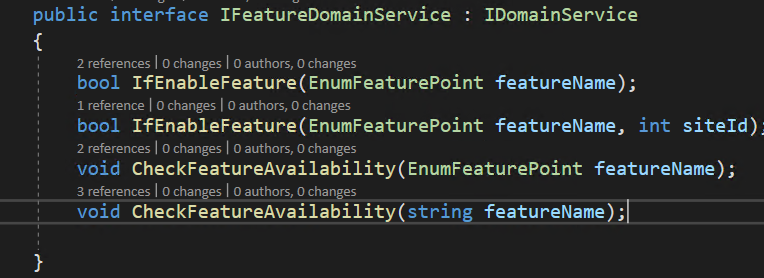 public interface IFeatureDomainService : IDomainService
{
2 references | 0 changes | 0 authors, 0 changes
bool IfEnableFeature(EnumFeaturePoint featureName);
1 reference | 0 changes | 0 authors, 0 changes
bool IfEnableFeature(EnumFeaturePoint featureName, int siteId);
2 references | 0 changes | 0 authors, 0 changes
void CheckFeatureAvailability(EnumFeaturePoint featureName);
3 references | 0 changes | 0 authors, 0 changes
void CheckFeatureAvailability(string featureName);
}